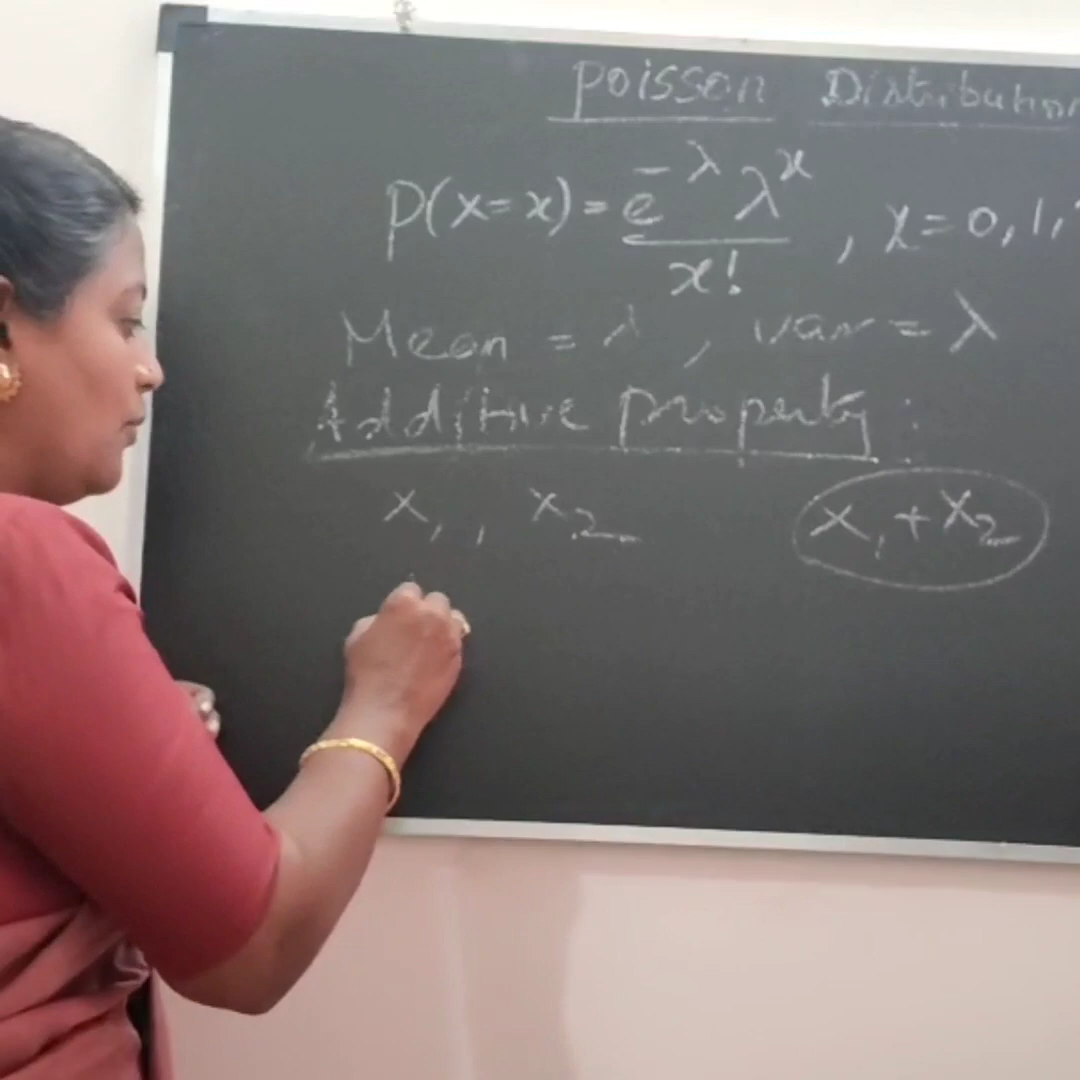 Poisson Distribution
P(X=x) = e^-λ λ^x / x! , x=0,1,
Mean = λ , var = λ
Additive property :
X₁, X₂ X₁+X₂